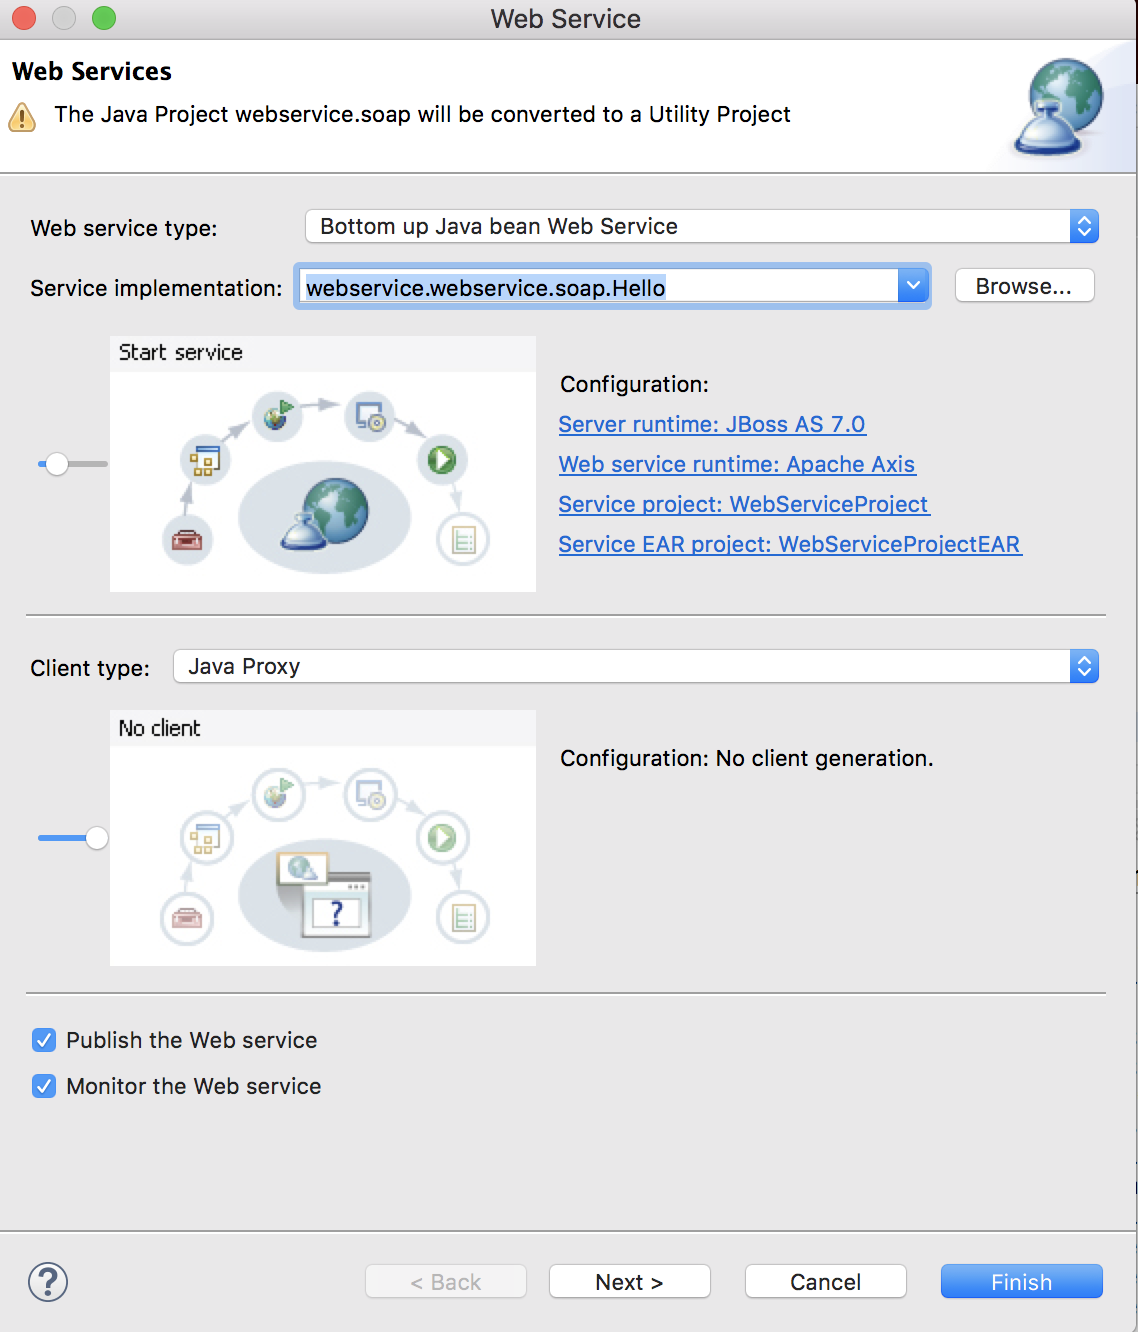 Web Service
Web Services
The Java Project webservice.soap will be converted to a Utility Project
Web service type: Bottom up Java bean Web Service
Service implementation: webservice.webservice.soap.Hello Browse...
Start service
Configuration:
Server runtime: JBoss AS 7.0
Web service runtime: Apache Axis
Service project: WebServiceProject
Service EAR project: WebServiceProjectEAR
Client type: Java Proxy
No client
Configuration: No client generation.
?
Publish the Web service
Monitor the Web service
? < Back Next > Cancel Finish